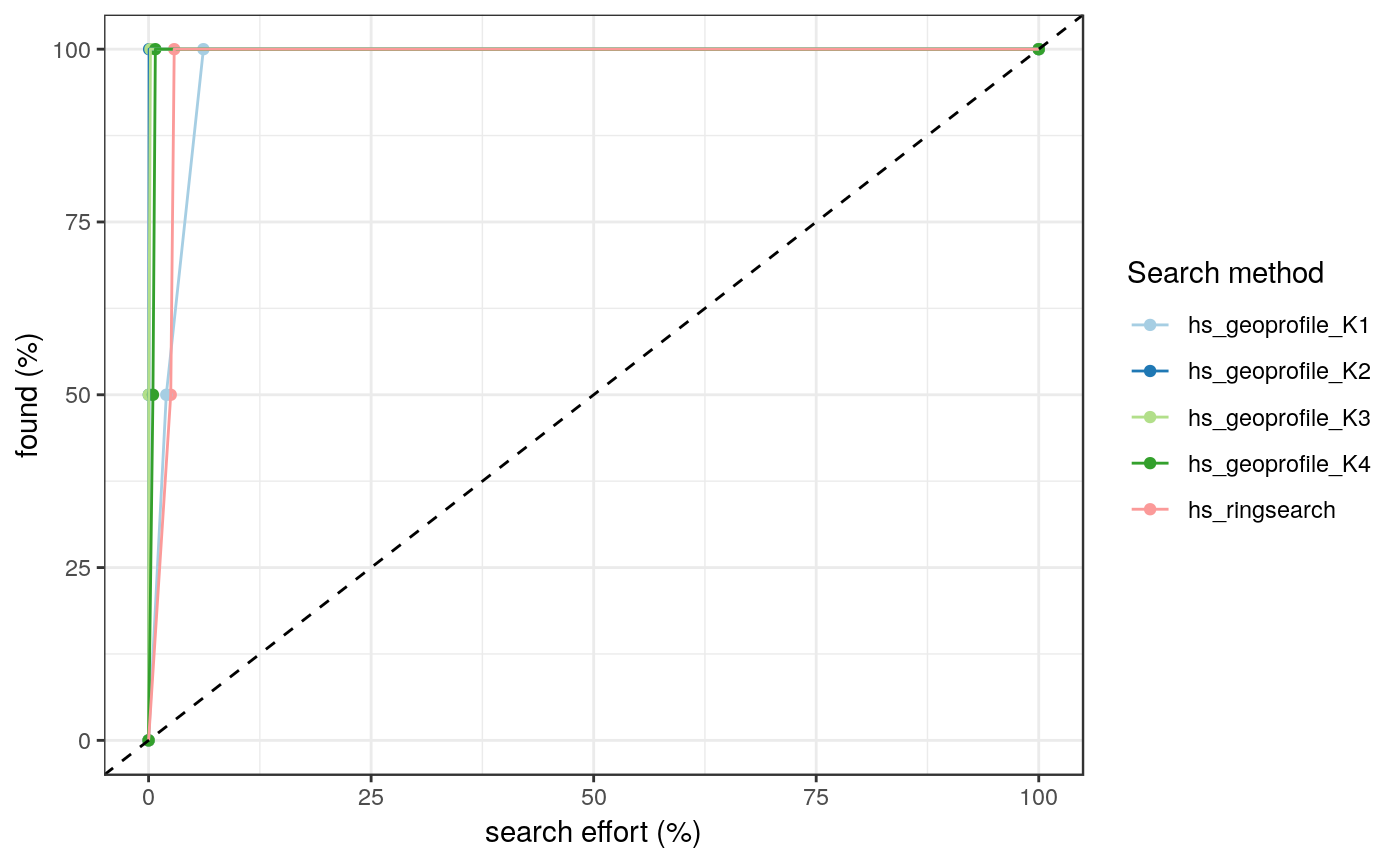 100
75
50
25
0
found (%)
0 25 50 75 100
search effort (%)
Search method
hs_geoprofile_K1
hs_geoprofile_K2
hs_geoprofile_K3
hs_geoprofile_K4
hs_ringsearch